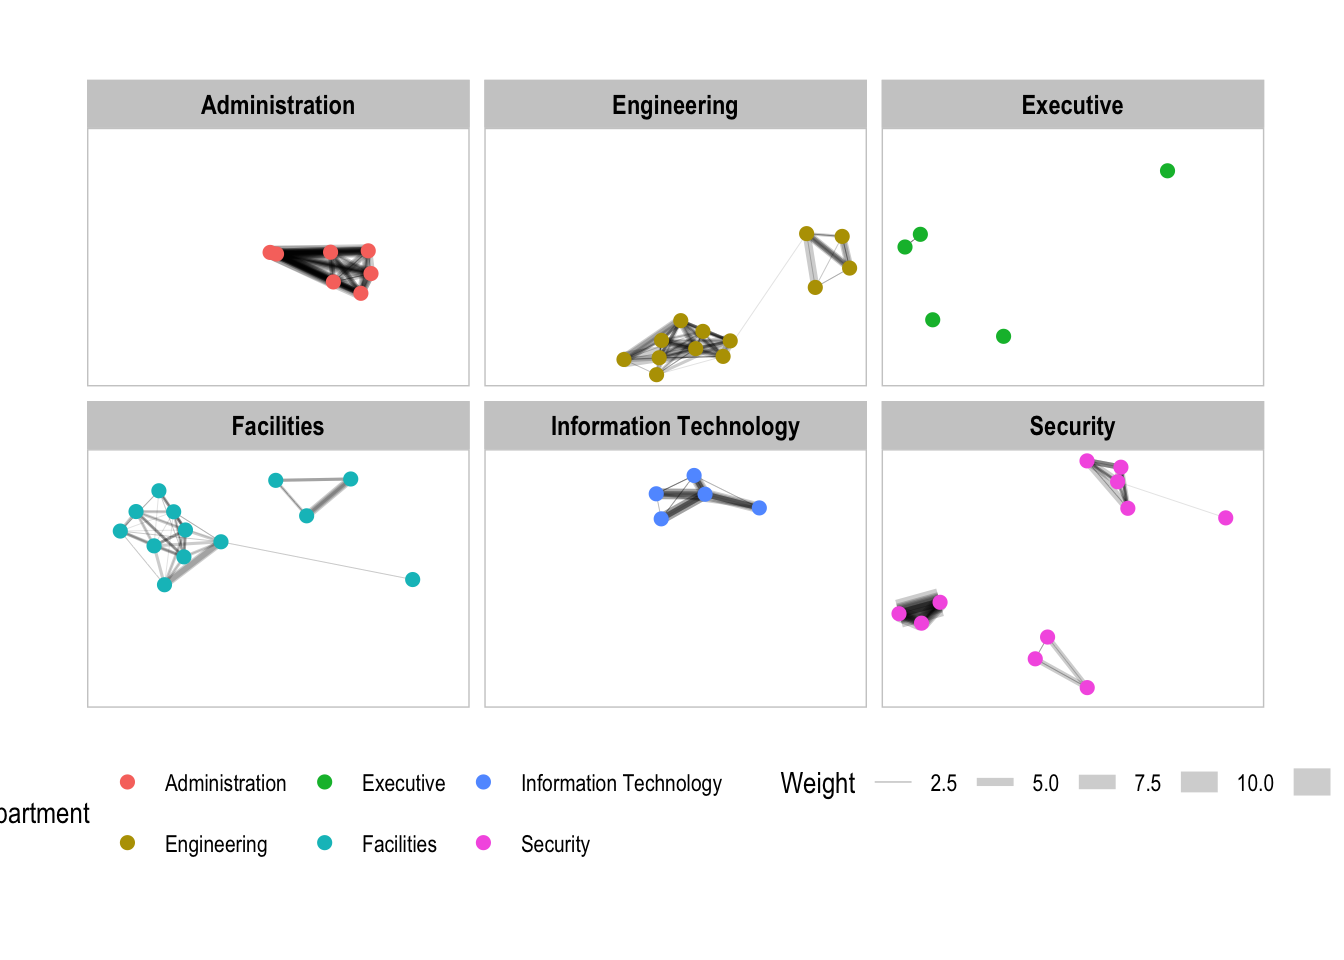 Administration
Engineering
Executive
Facilities
Information Technology
Security
partment
Administration
Executive
Information Technology
Engineering
Facilities
Security
Weight
2.5
5.0
7.5
10.0